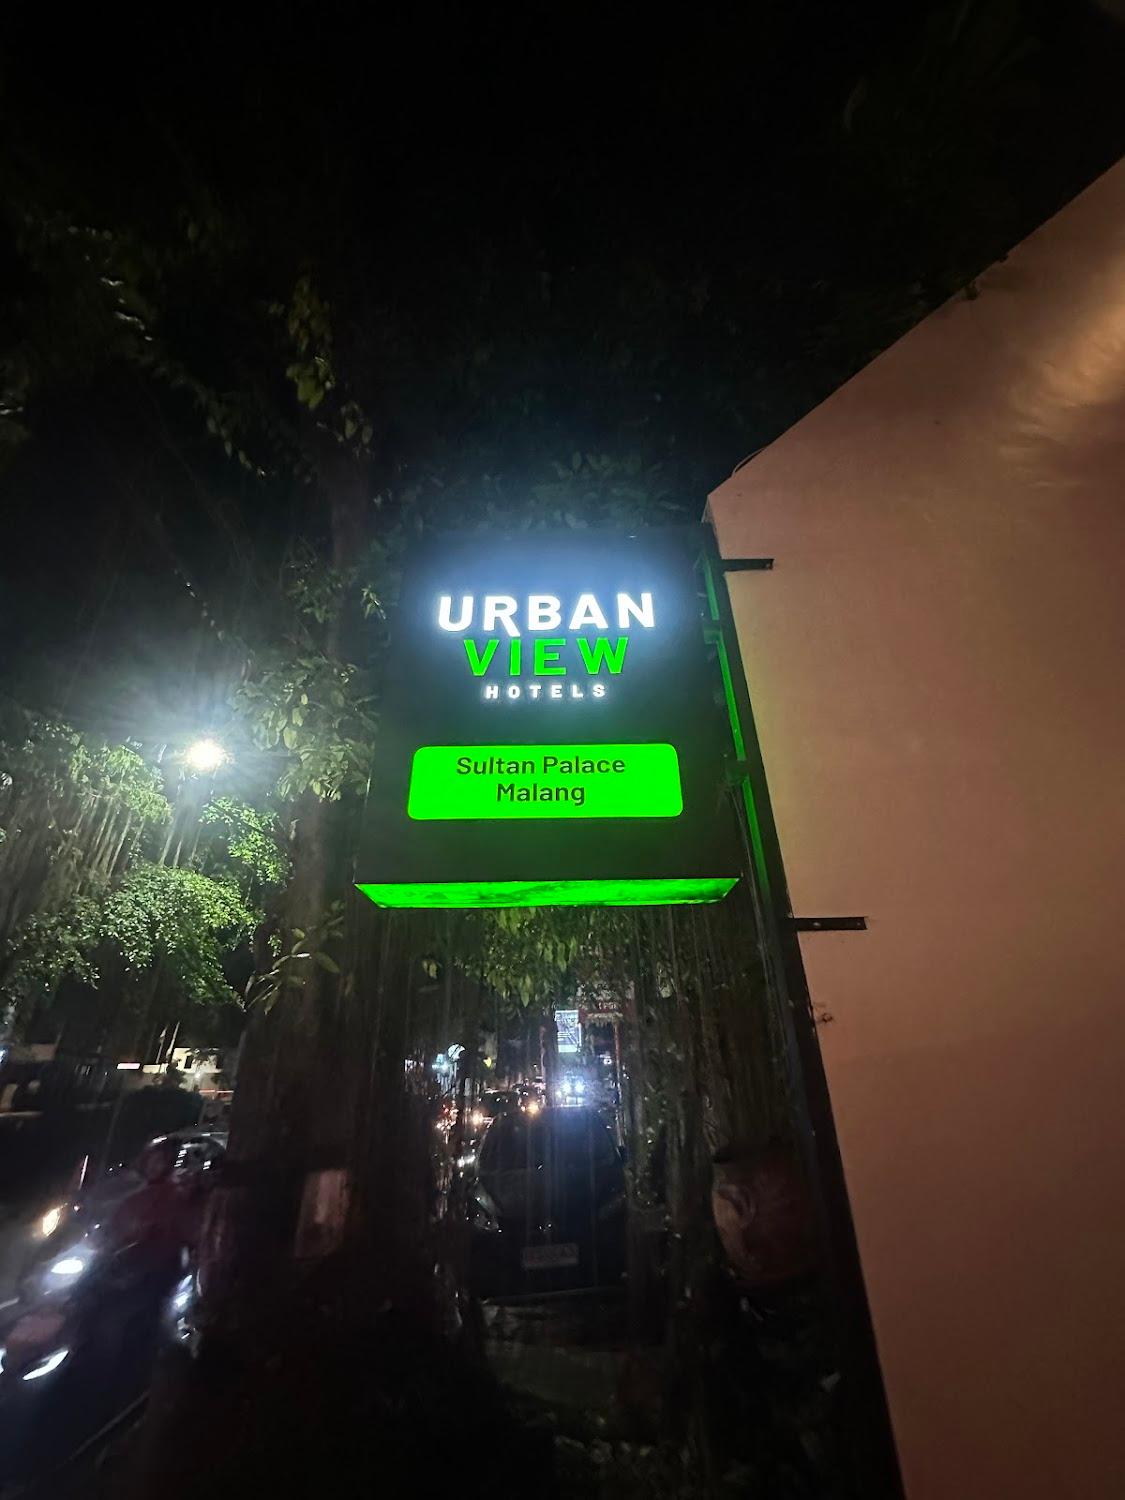 URBAN
VIEW
HOTELS
Sultan Palace
Malang